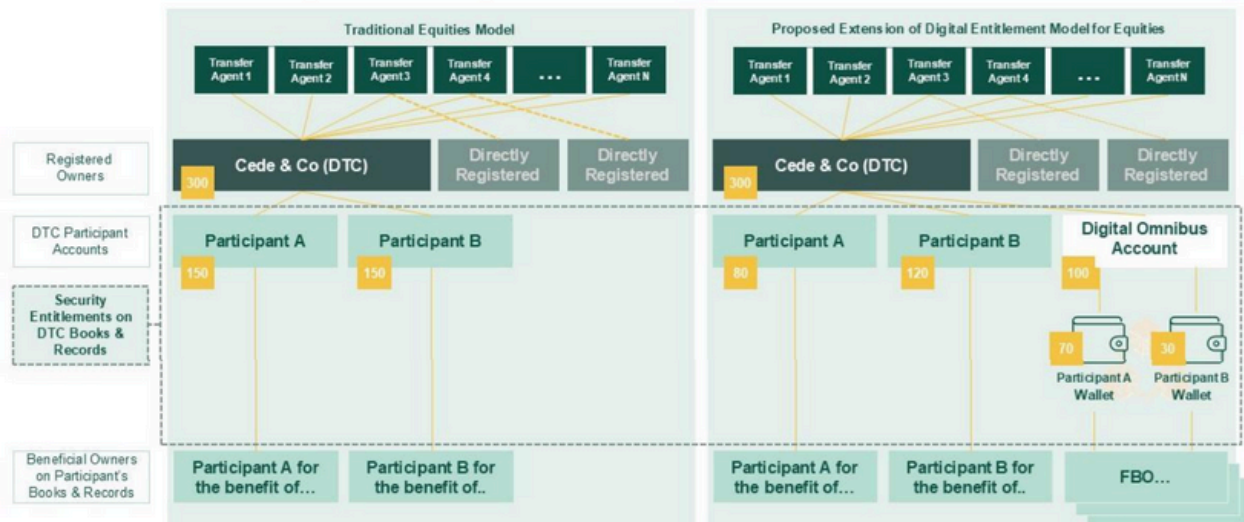 Traditional Equities Model
Transfer
Agent 1
Transfer
Agent 2
Transfer
Agent 3
Transfer
Agent 4
...
Transfer
Agent N
Registered
Owners
Cede & Co (DTC)
300
Directly
Registered
Directly
Registered
DTC Participant
Accounts
Participant A
150
Participant B
150
Security
Entitlements on
DTC Books &
Records
Beneficial Owners
on Participant's
Books & Records
Participant A for
the benefit of...
Participant B for
the benefit of..
Proposed Extension of Digital Entitlement Model for Equities
Transfer
Agent 1
Transfer
Agent 2
Transfer
Agent 3
Transfer
Agent 4
...
Transfer
Agent N
Cede & Co (DTC)
300
Directly
Registered
Directly
Registered
Participant A
80
Participant B
120
Digital Omnibus
Account
100
70
Participant A
Wallet
30
Participant B
Wallet
Participant A for
the benefit of...
Participant B for
the benefit of..
FBO...